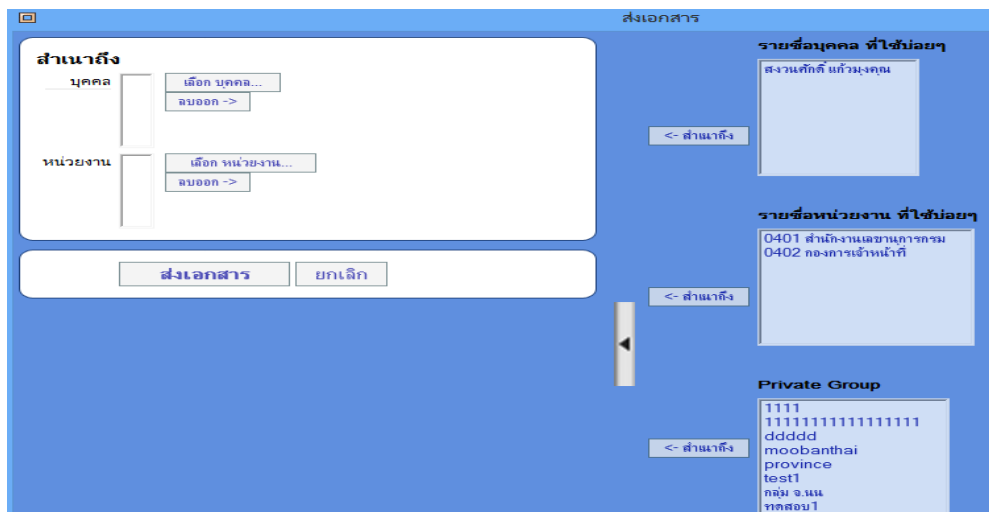 ส่งเอกสาร
สำเนาถึง
บุคคล
เลือก บุคคล...
ลบออก ->
หน่วยงาน
เลือก หน่วยงาน...
ลบออก ->
ส่งเอกสาร
ยกเลิก
รายชื่อบุคคล ที่ใช้บ่อยๆ
สงวนศักดิ์ แก้วมุงคุณ
<- สำเนาถึง
รายชื่อหน่วยงาน ที่ใช้บ่อยๆ
0401 สำนักงานเลขานุการกรม
0402 กองการเจ้าหน้าที่
<- สำเนาถึง
Private Group
1111
11111111111111111
ddddd
moobanthai
province
test1
กลุ่ม จ.นน
ทดสอบ1
<- สำเนาถึง